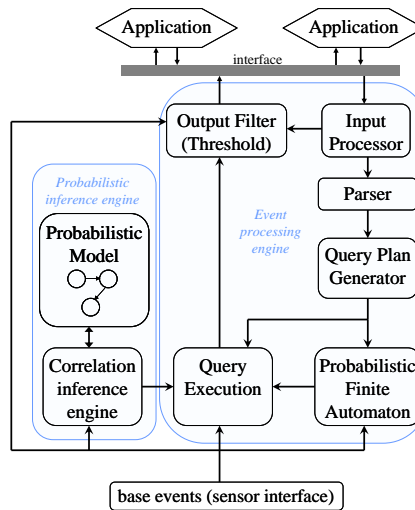 Application
Application
interface
Output Filter
(Threshold)
Input
Processor
Probabilistic
inference engine
Parser
Event
processing
engine
Probabilistic
Model
Query Plan
Generator
Correlation
inference
engine
Query
Execution
Probabilistic
Finite
Automaton
base events (sensor interface)